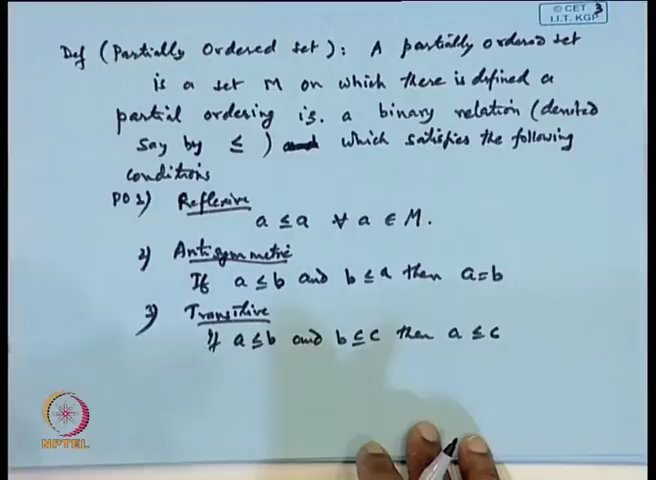 © CET
I.I.T. KGP
3
Def (Partially Ordered set): A partially ordered set
is a set M on which there is defined a
partial ordering is. a binary relation (denoted
say by ≤ ) which satisfies the following
conditions
PO 1) Reflexive
a ≤ a ∀ a ∈ M.
2) Antisymmetric
If a ≤ b and b ≤ a then a = b
3) Transitive
If a ≤ b and b ≤ c then a ≤ c
NPTEL